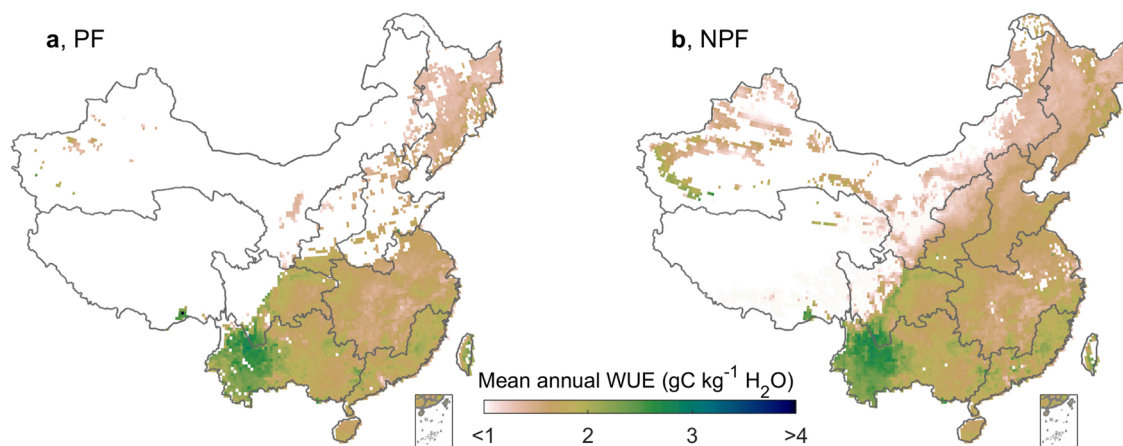 a, PF
b, NPF
Mean annual WUE (gC kg⁻¹ H₂O)
<1 2 3 >4